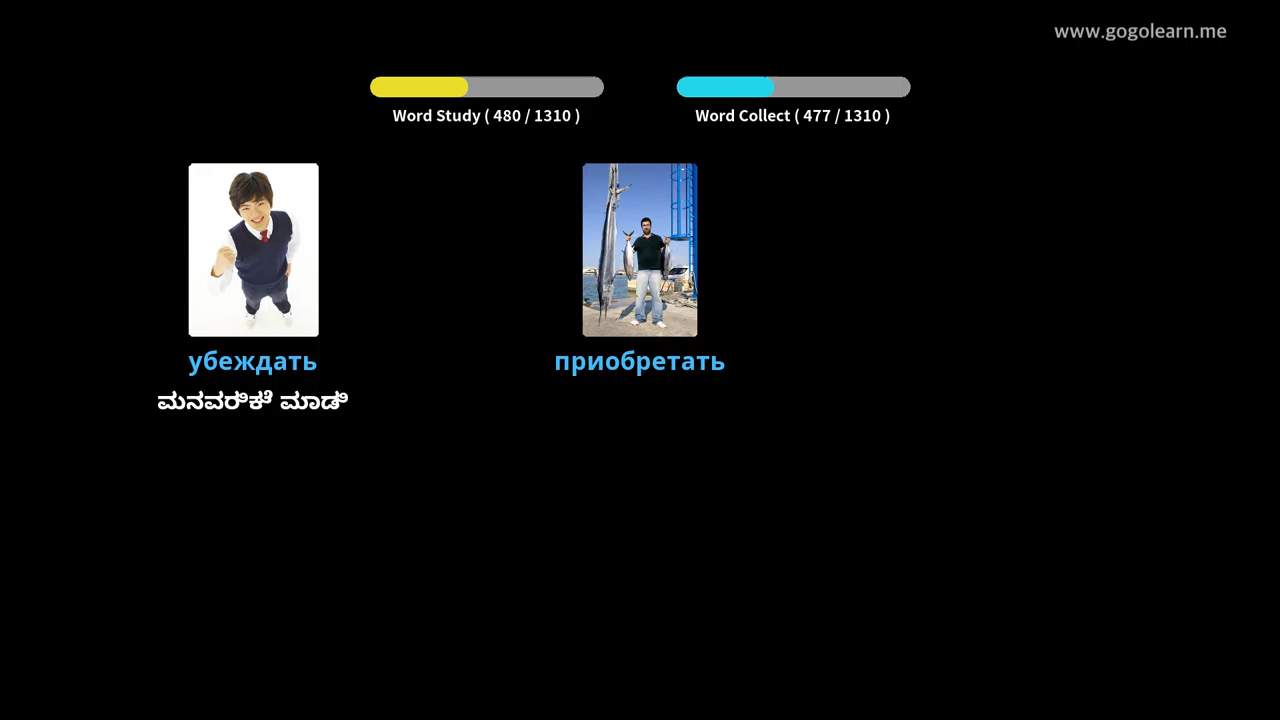 www.gogolearn.me
Word Study ( 480 / 1310 )
Word Collect ( 477 / 1310 )
убеждать
приобретать
ಮನವರಿಕೆ ಮಾಡಿ